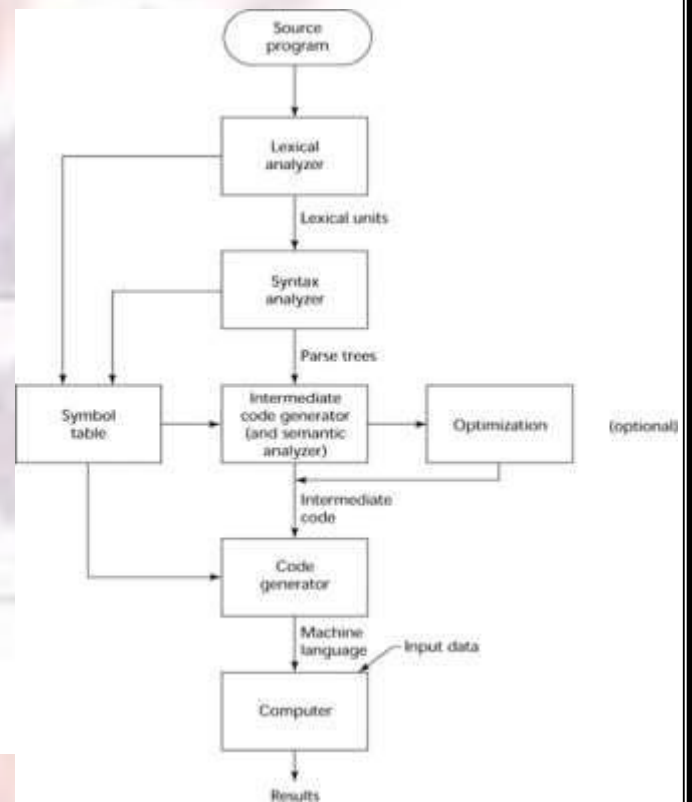 Source
program
Lexical
analyzer
Lexical units
Syntax
analyzer
Parse trees
Symbol
table
Intermediate
code generator
(and semantic
analyzer)
Optimization
(optional)
Intermediate
code
Code
generator
Machine
language
Input data
Computer
Results